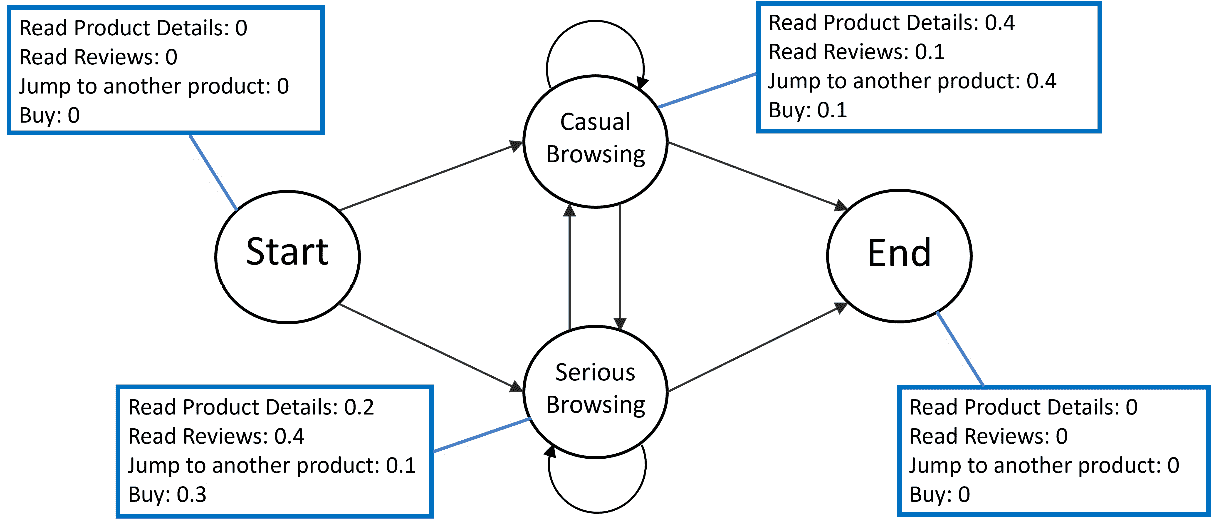 Read Product Details: 0
Read Reviews: 0
Jump to another product: 0
Buy: 0
Read Product Details: 0.4
Read Reviews: 0.1
Jump to another product: 0.4
Buy: 0.1
Casual
Browsing
Start
End
Serious
Browsing
Read Product Details: 0.2
Read Reviews: 0.4
Jump to another product: 0.1
Buy: 0.3
Read Product Details: 0
Read Reviews: 0
Jump to another product: 0
Buy: 0